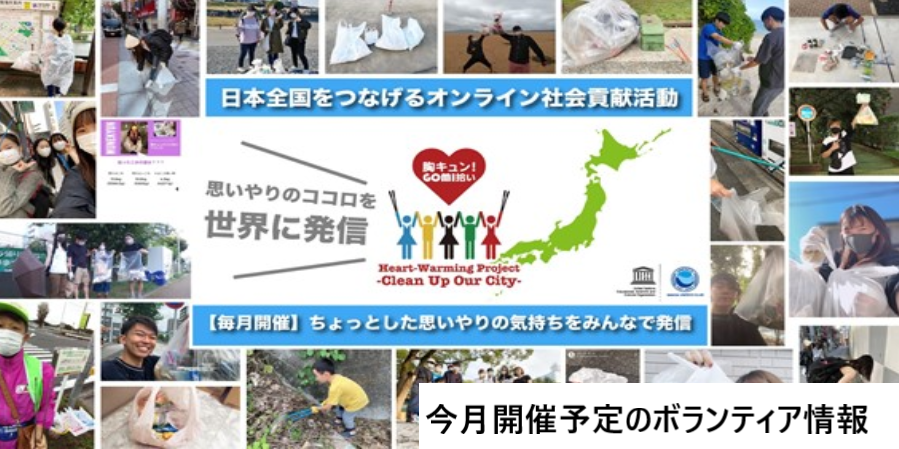 日本全国をつなげるオンライン社会貢献活動
思いやりのココロを
世界に発信
胸キュン!
GOMI拾い
Heart-Warming Project
-Clean Up Our City-
【毎月開催】ちょっとした思いやりの気持ちをみんなで発信
今月開催予定のボランティア情報